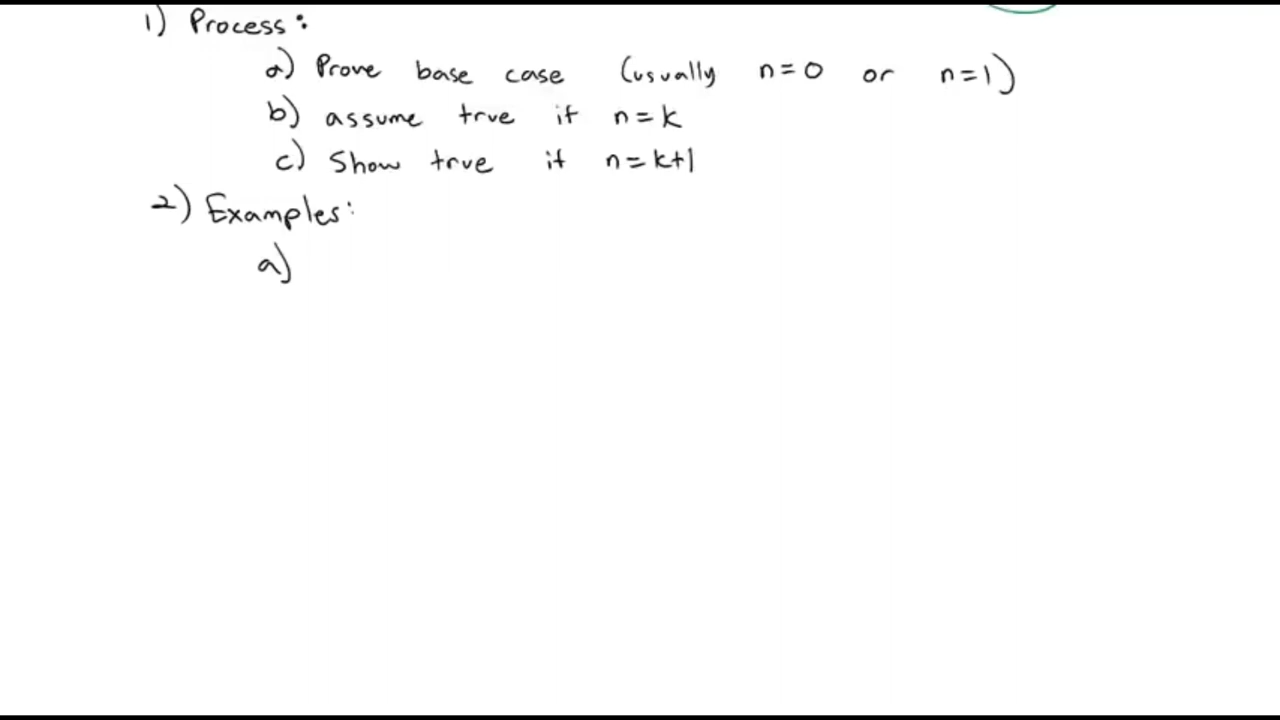 1) Process:
a) Prove base case (usually n=0 or n=1)
b) assume true if n=k
c) Show true if n=k+1
2) Examples:
a)